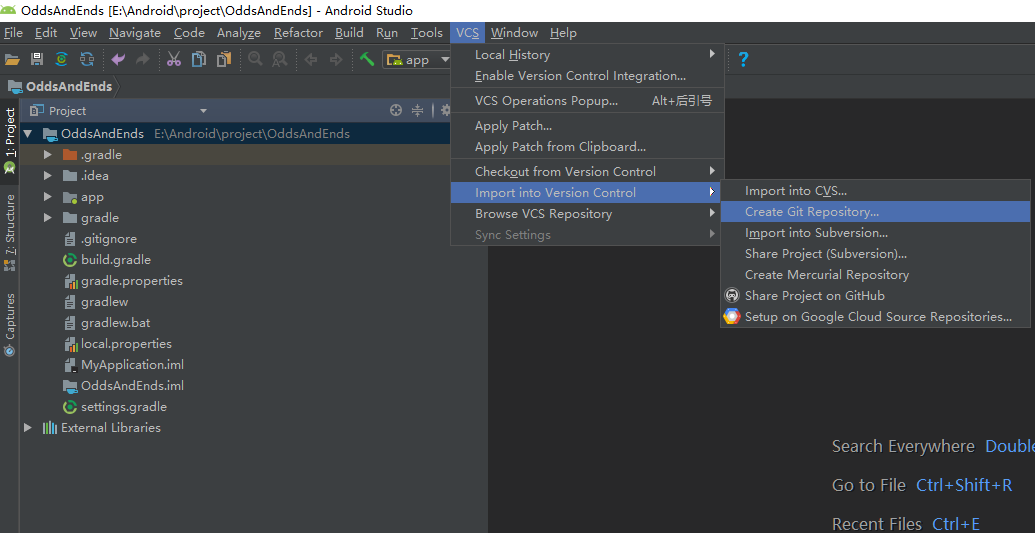 OddsAndEnds [E:\Android\project\OddsAndEnds] - Android Studio
File Edit View Navigate Code Analyze Refactor Build Run Tools VCS Window Help
app
?
OddsAndEnds
Project
1: Project
7: Structure
Captures
OddsAndEnds E:\Android\project\OddsAndEnds
.gradle
.idea
app
gradle
.gitignore
build.gradle
gradle.properties
gradlew
gradlew.bat
local.properties
MyApplication.iml
OddsAndEnds.iml
settings.gradle
External Libraries
Local History
Enable Version Control Integration...
VCS Operations Popup... Alt+后引号
Apply Patch...
Apply Patch from Clipboard...
Checkout from Version Control
Import into Version Control
Browse VCS Repository
Sync Settings
Import into CVS...
Create Git Repository...
Import into Subversion...
Share Project (Subversion)...
Create Mercurial Repository
Share Project on GitHub
Setup on Google Cloud Source Repositories...
Search Everywhere Double
Go to File Ctrl+Shift+R
Recent Files Ctrl+E